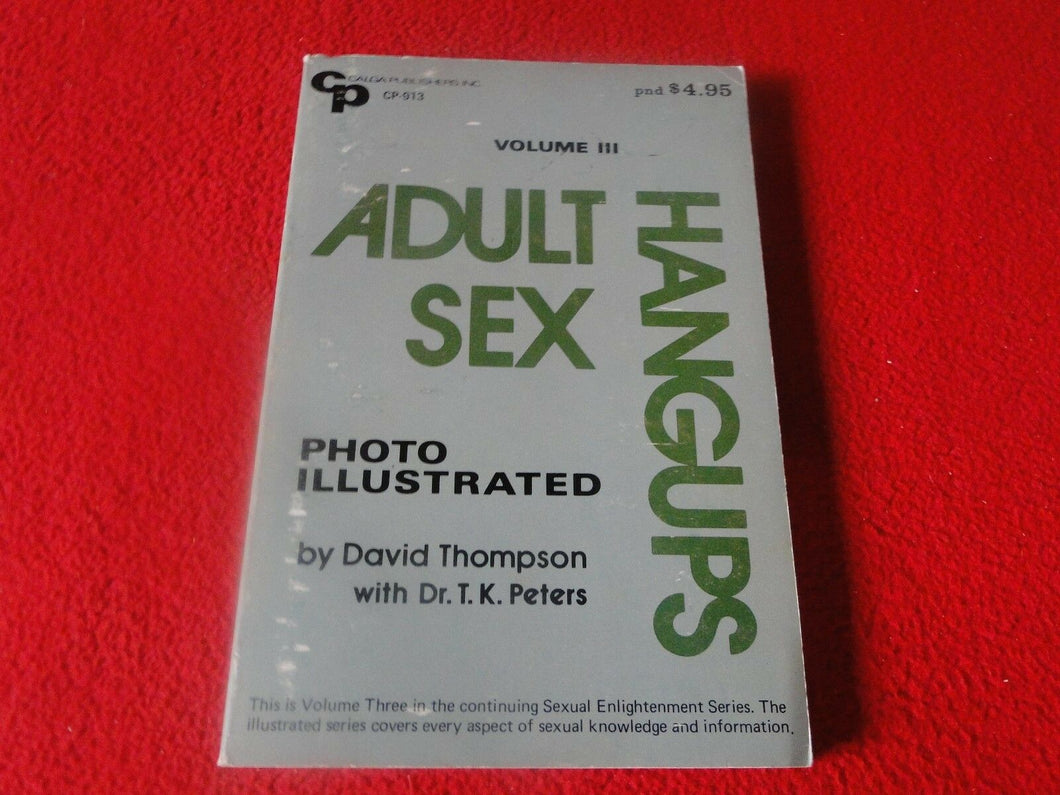 CP CALGA PUBLISHERS INC
CP-913
pnd $4.95
VOLUME III
ADULT
SEX
HANGUPS
PHOTO
ILLUSTRATED
by David Thompson
with Dr. T. K. Peters
This is Volume Three in the continuing Sexual Enlightenment Series. The
illustrated series covers every aspect of sexual knowledge and information.